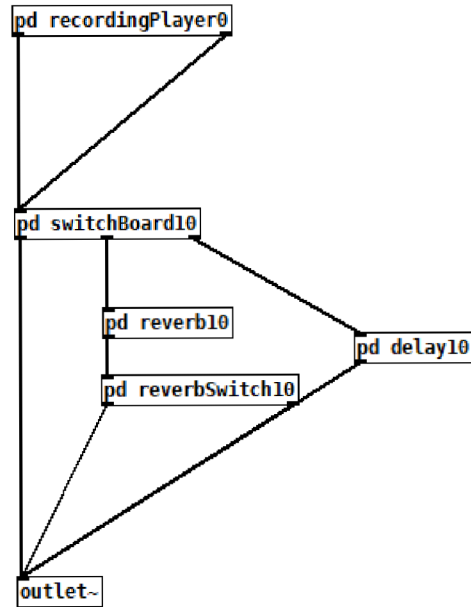 pd recordingPlayer0
pd switchBoard10
pd reverb10
pd delay10
pd reverbSwitch10
outlet~